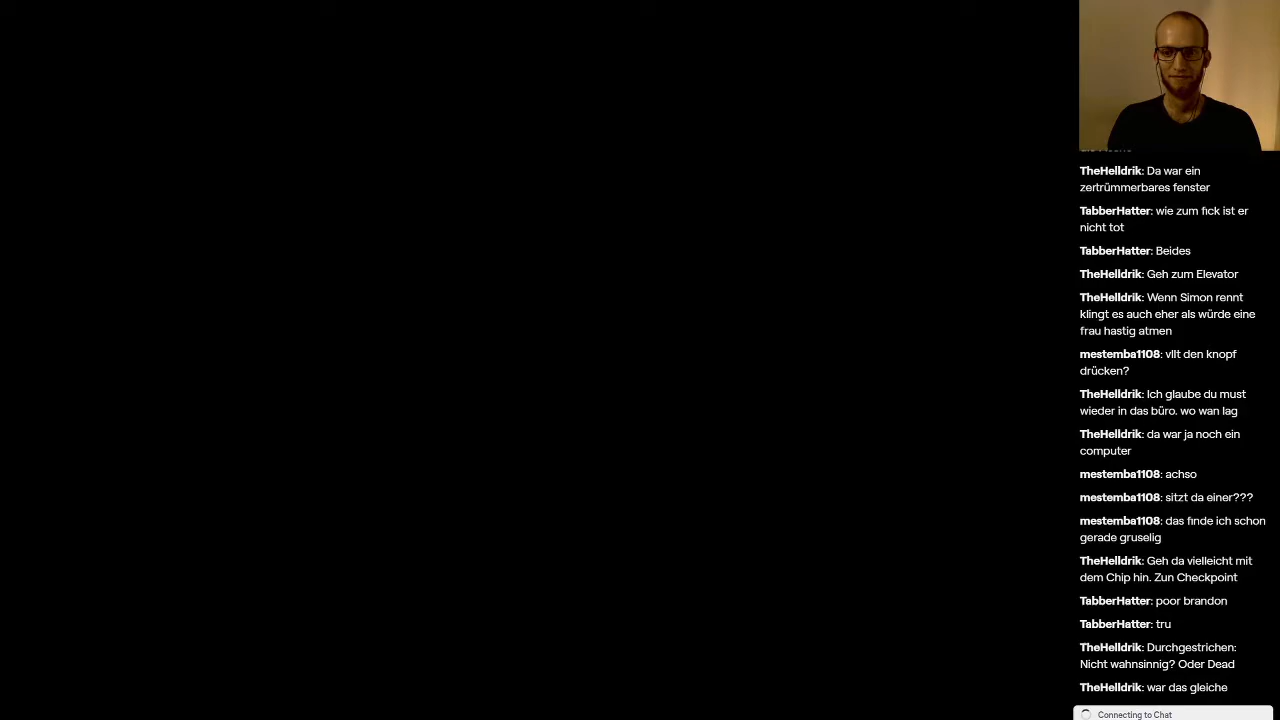 TheHelldrik: Da war ein
zertrümmerbares fenster
TabberHatter: wie zum fick ist er
nicht tot
TabberHatter: Beides
TheHelldrik: Geh zum Elevator
TheHelldrik: Wenn Simon rennt
klingt es auch eher als würde eine
frau hastig atmen
mestemba1108: vllt den knopf
drücken?
TheHelldrik: Ich glaube du must
wieder in das büro. wo wan lag
TheHelldrik: da war ja noch ein
computer
mestemba1108: achso
mestemba1108: sitzt da einer???
mestemba1108: das finde ich schon
gerade gruselig
TheHelldrik: Geh da vielleicht mit
dem Chip hin. Zun Checkpoint
TabberHatter: poor brandon
TabberHatter: tru
TheHelldrik: Durchgestrichen:
Nicht wahnsinnig? Oder Dead
TheHelldrik: war das gleiche
Connecting to Chat